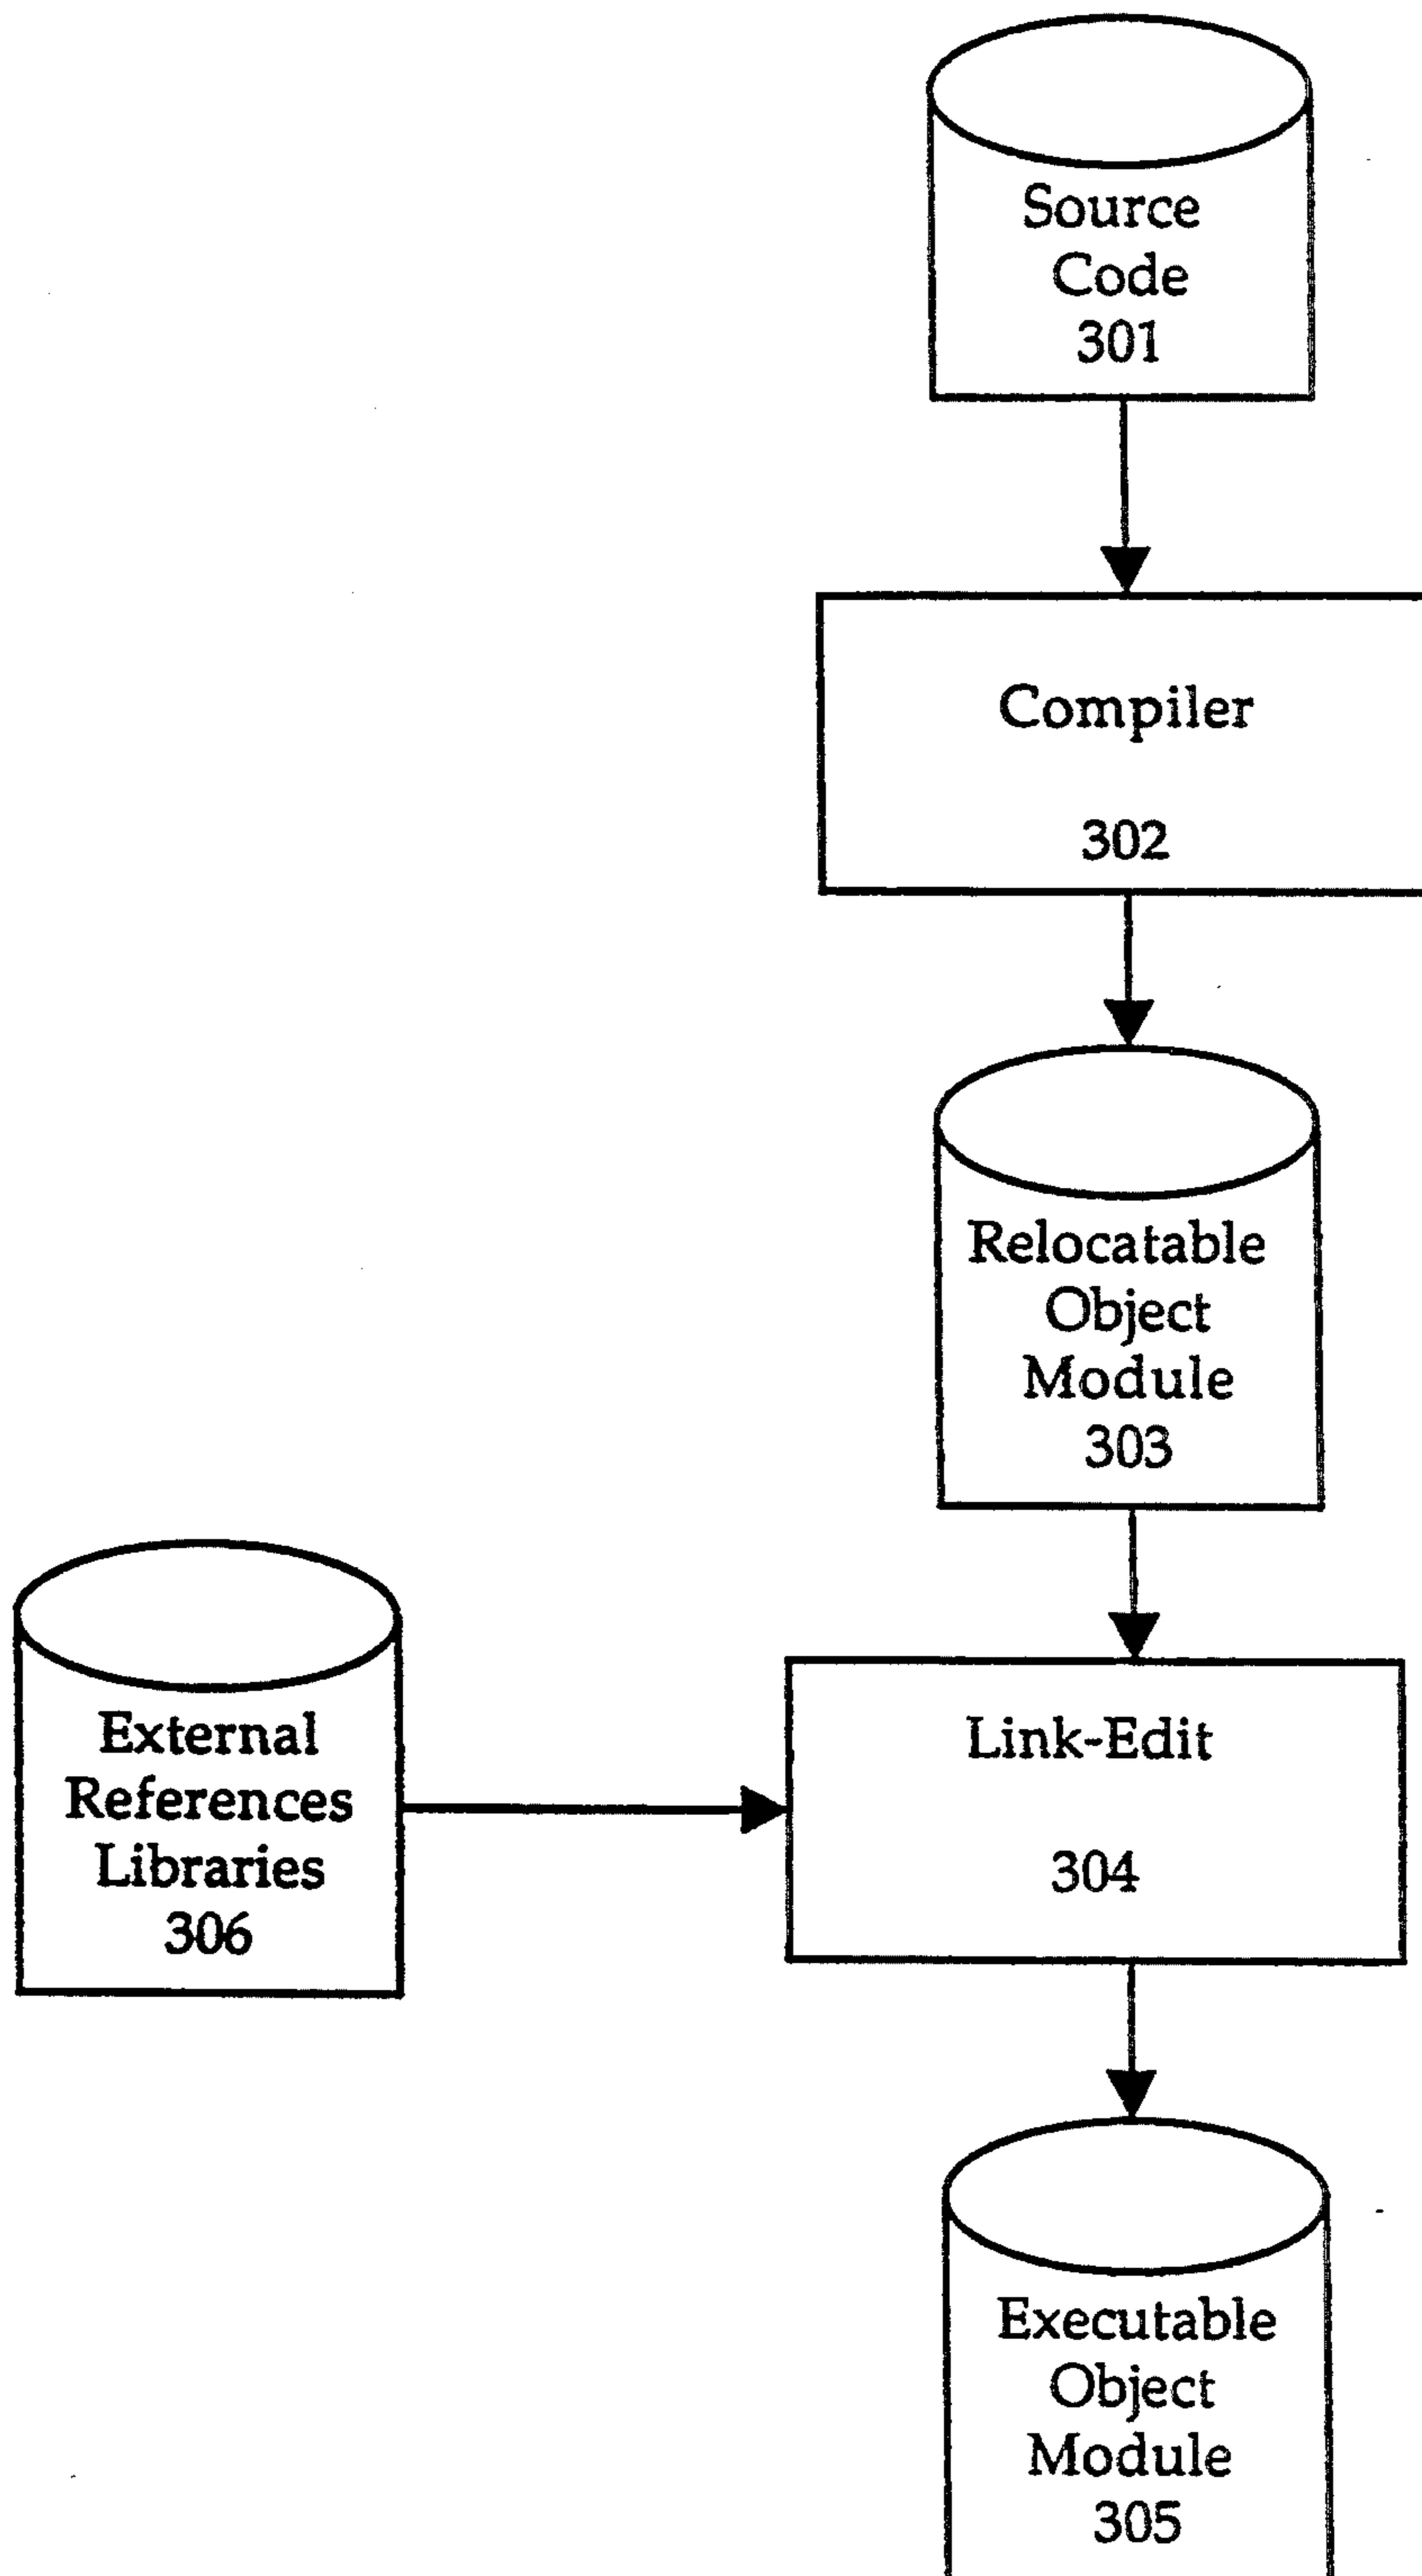 Source
Code
301
Compiler
302
Relocatable
Object
Module
303
External
References
Libraries
306
Link-Edit
304
Executable
Object
Module
305